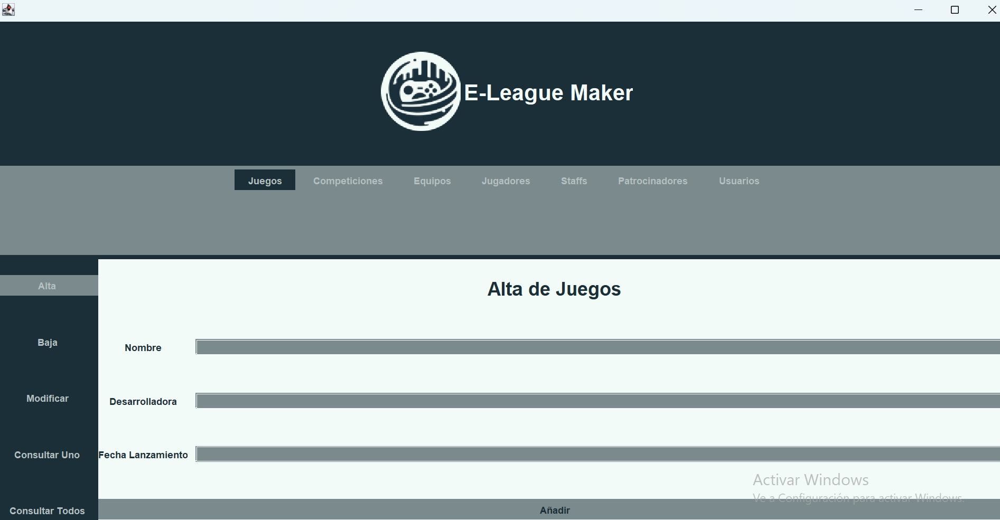 E-League Maker
Juegos Competiciones Equipos Jugadores Staffs Patrocinadores Usuarios
Alta
Baja
Modificar
Consultar Uno
Consultar Todos
Alta de Juegos
Nombre
Desarrolladora
Fecha Lanzamiento
Añadir
Activar Windows
Ve a Configuración para activar Windows.